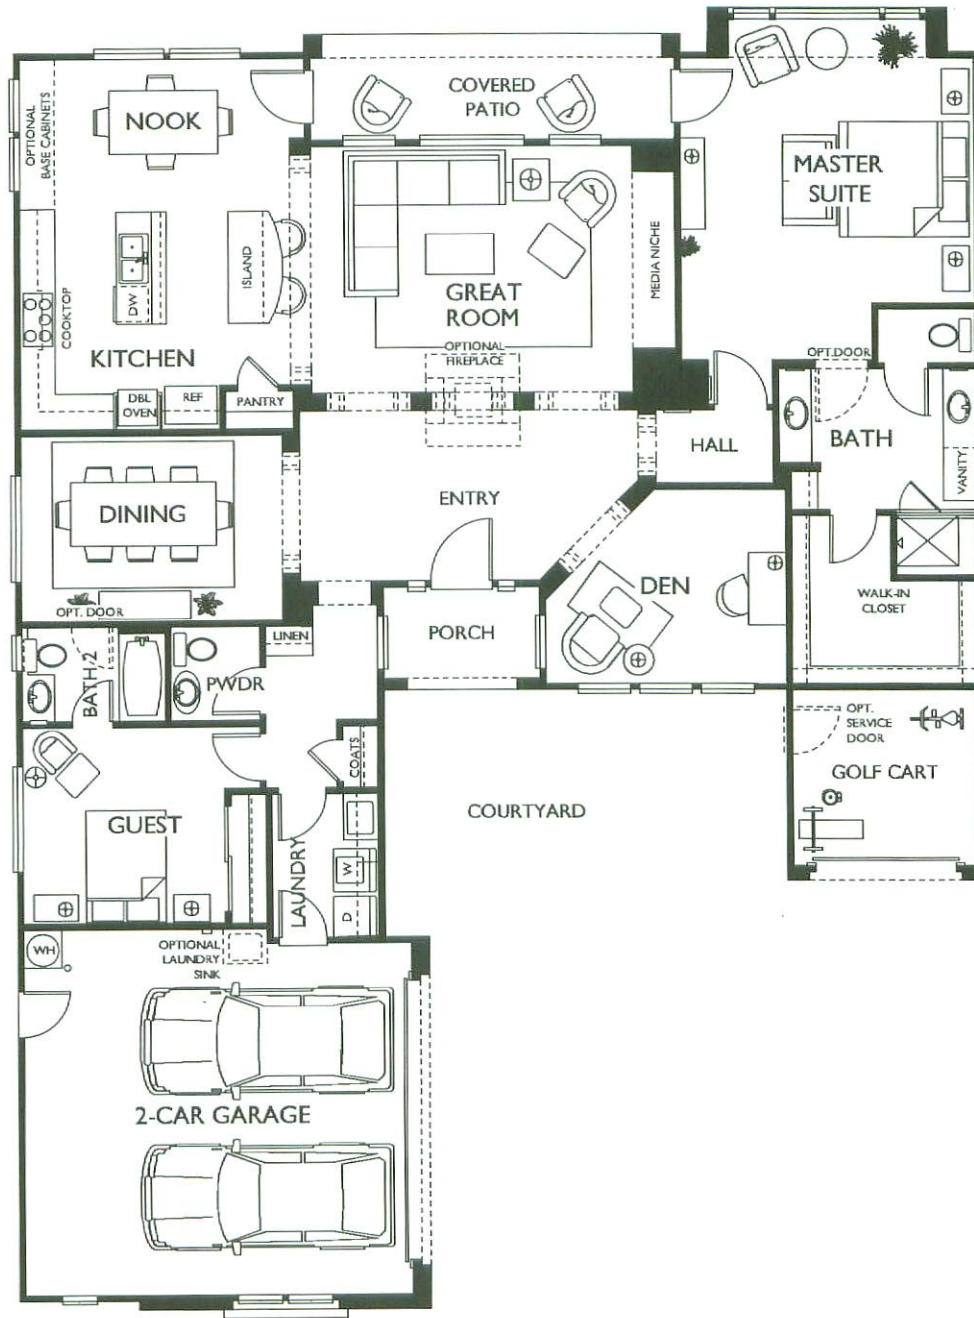 COVERED
PATIO
NOOK
OPTIONAL
BASE CABINETS
MASTER
SUITE
ISLAND
MEDIA NICHE
DW
COOKTOP
GREAT
ROOM
KITCHEN
OPTIONAL
FIREPLACE
OPT.DOOR
DBL
OVEN
REF
PANTRY
HALL
BATH
VANITY
ENTRY
DINING
DEN
WALK-IN
CLOSET
OPT. DOOR
LINEN
PORCH
BATH 2
PWDR
OPT.
SERVICE
DOOR
COATS
GOLF CART
COURTYARD
GUEST
LAUNDRY
W
D
WH
OPTIONAL
LAUNDRY
SINK
2-CAR GARAGE